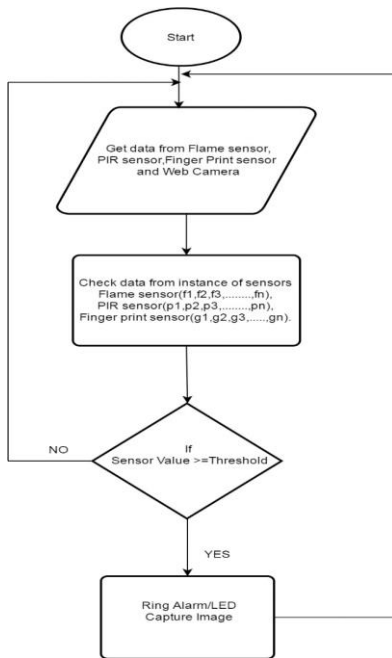 Start
Get data from Flame sensor,
PIR sensor,Finger Print sensor
and Web Camera
Check data from instance of sensors
Flame sensor(f1,f2,f3,........,fn),
PIR sensor(p1,p2,p3,........,pn),
Finger print sensor(g1,g2,g3,.....,gn).
If
Sensor Value >=Threshold
NO
YES
Ring Alarm/LED
Capture Image